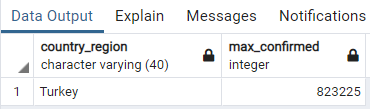 Data Output Explain Messages Notifications
country_region max_confirmed
character varying (40) integer
1 Turkey 823225